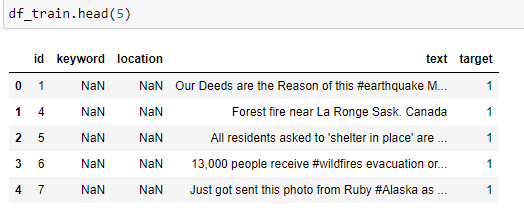 df_train.head(5)
id keyword location text target
0 1 NaN NaN Our Deeds are the Reason of this #earthquake M... 1
1 4 NaN NaN Forest fire near La Ronge Sask. Canada 1
2 5 NaN NaN All residents asked to 'shelter in place' are ... 1
3 6 NaN NaN 13,000 people receive #wildfires evacuation or... 1
4 7 NaN NaN Just got sent this photo from Ruby #Alaska as ... 1